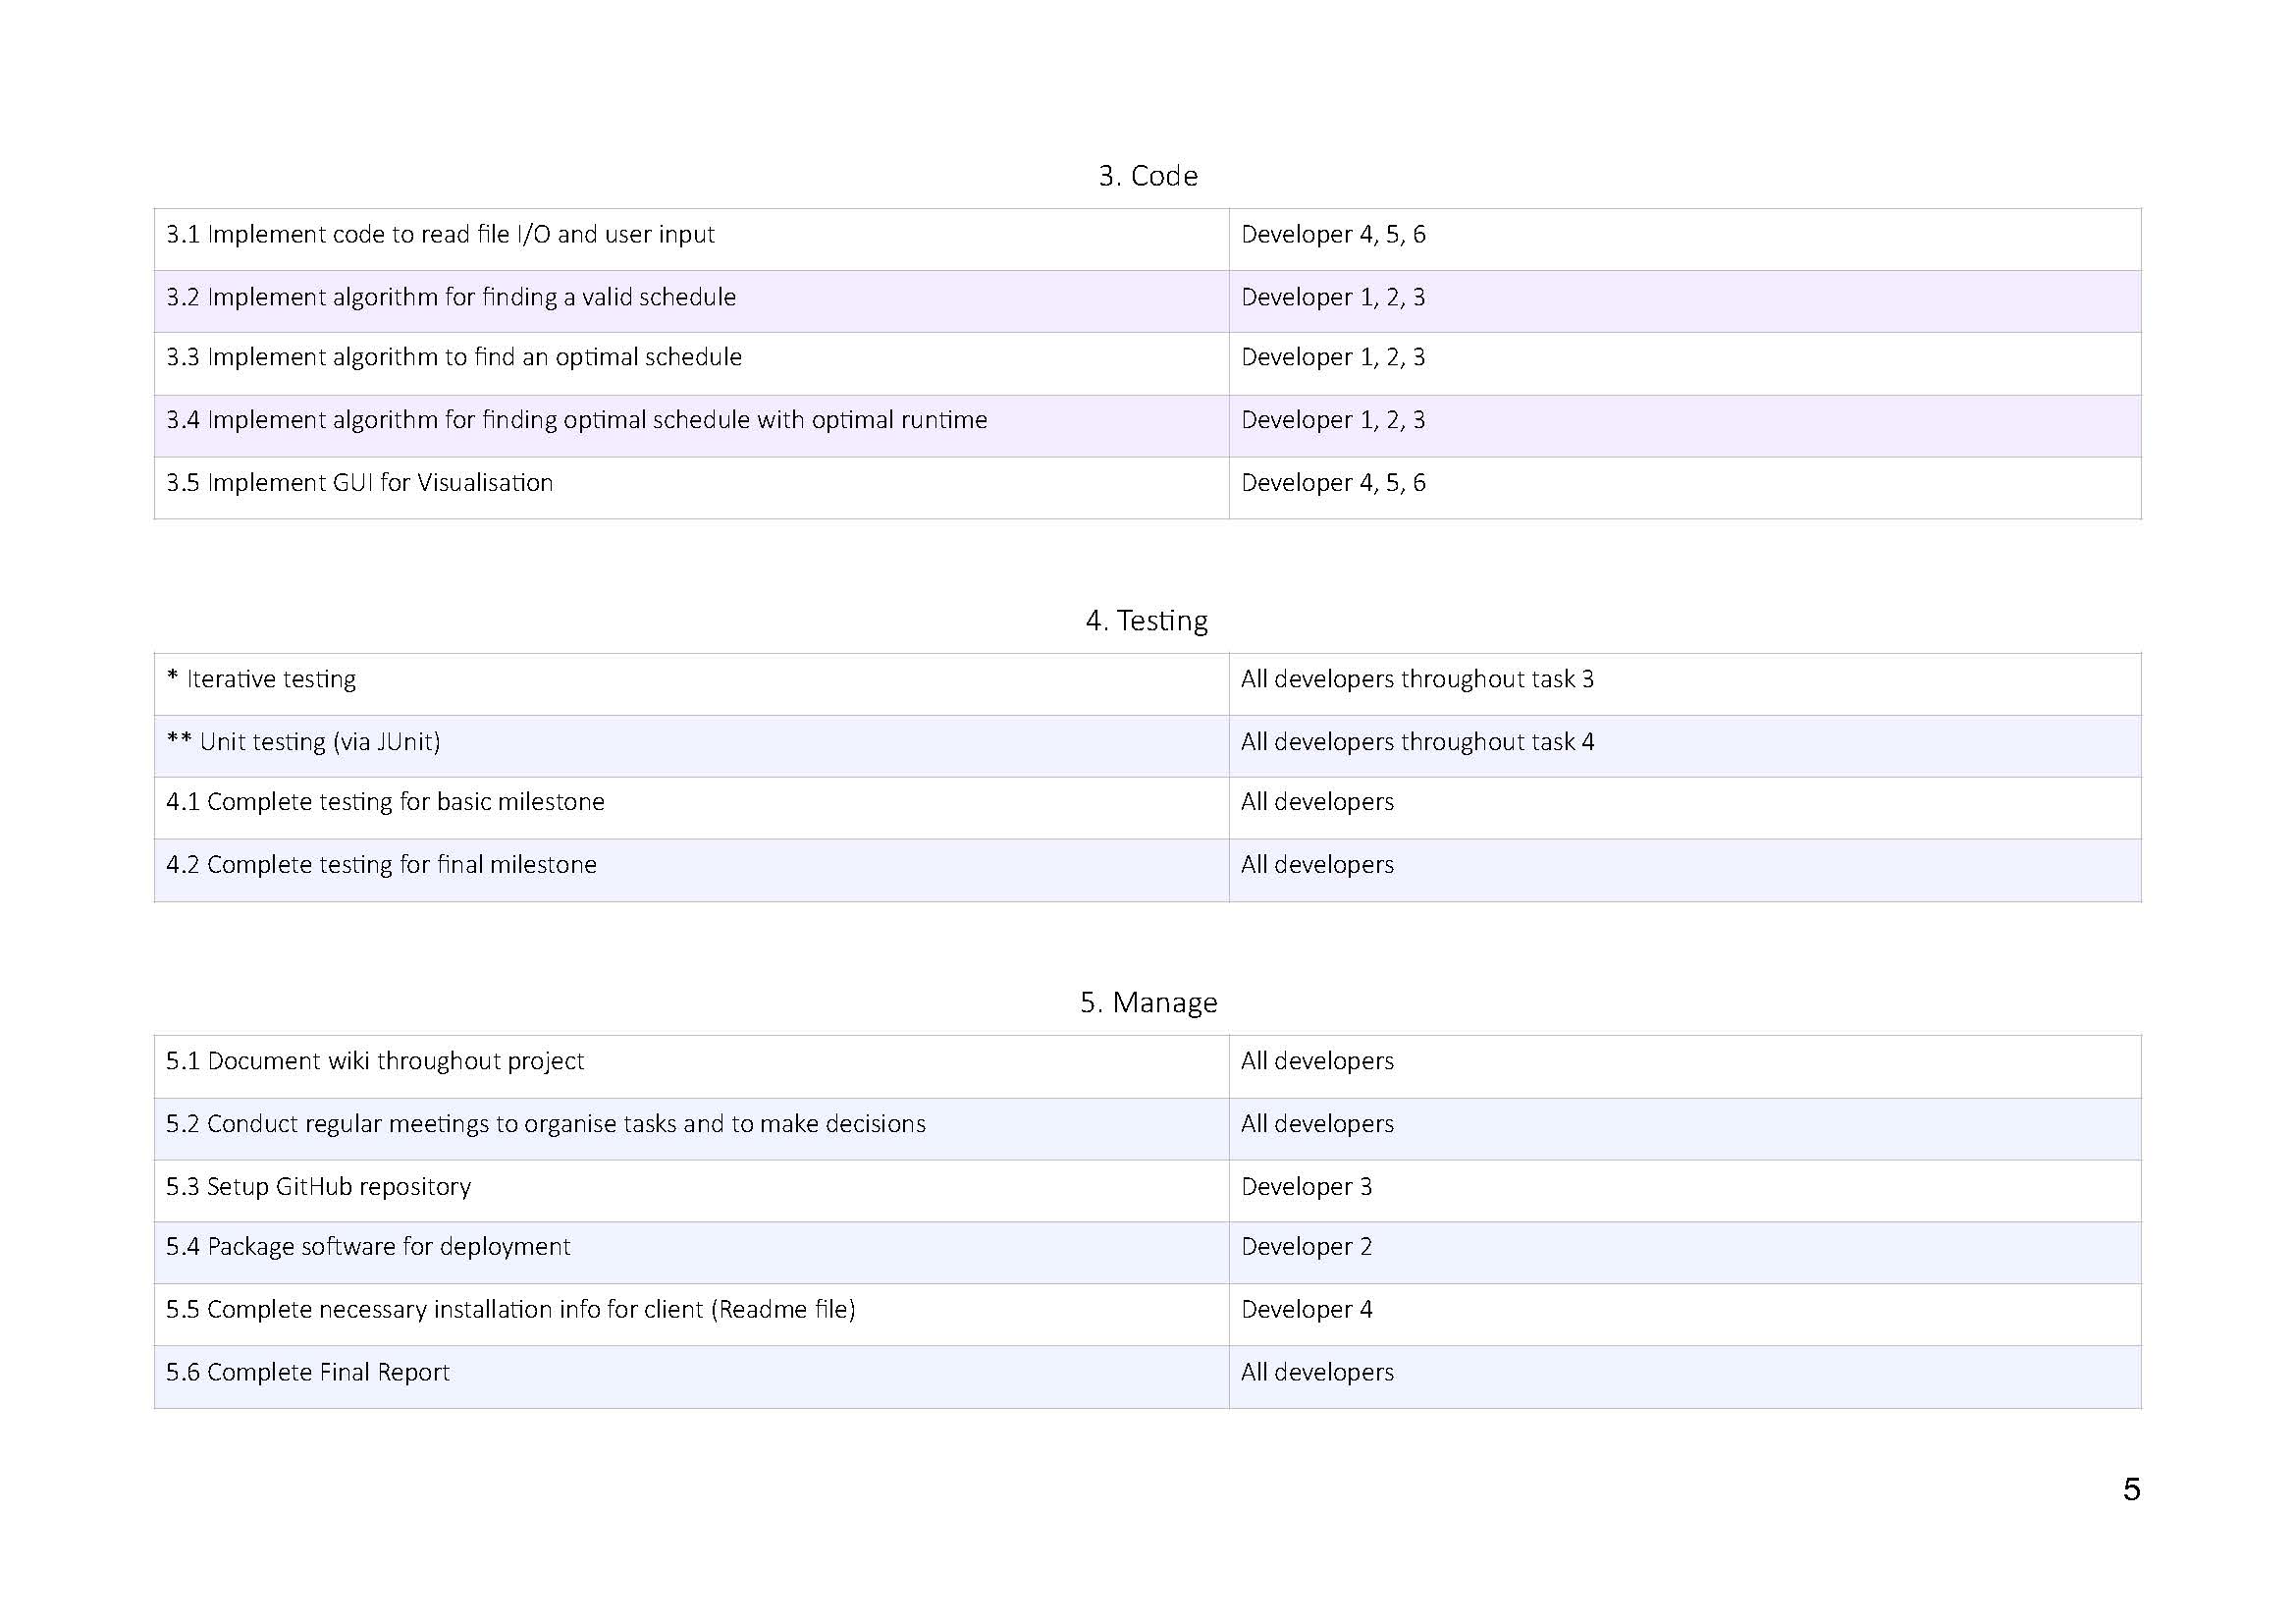 3. Code
3.1 Implement code to read file I/O and user input
Developer 4, 5, 6
3.2 Implement algorithm for finding a valid schedule
Developer 1, 2, 3
3.3 Implement algorithm to find an optimal schedule
Developer 1, 2, 3
3.4 Implement algorithm for finding optimal schedule with optimal runtime
Developer 1, 2, 3
3.5 Implement GUI for Visualisation
Developer 4, 5, 6
4. Testing
* Iterative testing
All developers throughout task 3
** Unit testing (via JUnit)
All developers throughout task 4
4.1 Complete testing for basic milestone
All developers
4.2 Complete testing for final milestone
All developers
5. Manage
5.1 Document wiki throughout project
All developers
5.2 Conduct regular meetings to organise tasks and to make decisions
All developers
5.3 Setup GitHub repository
Developer 3
5.4 Package software for deployment
Developer 2
5.5 Complete necessary installation info for client (Readme file)
Developer 4
5.6 Complete Final Report
All developers
5